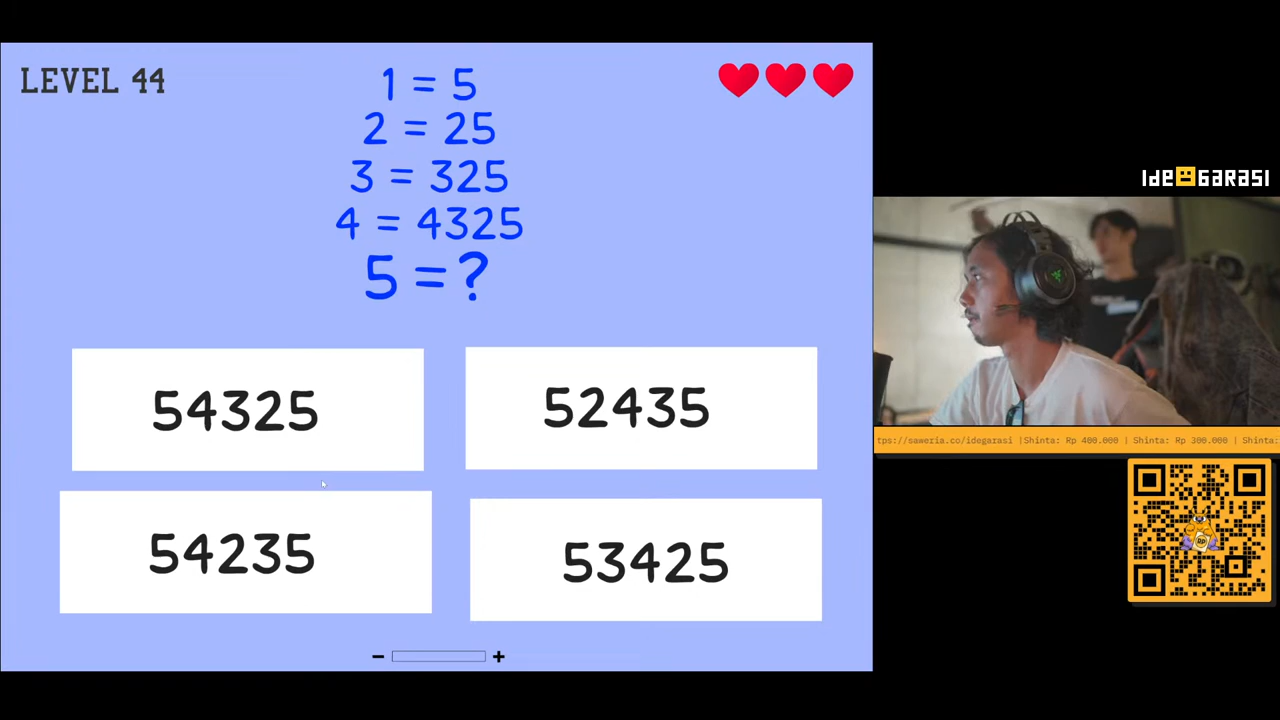 LEVEL 44
1 = 5
2 = 25
3 = 325
4 = 4325
5 = ?
54325
52435
54235
53425
- +
ide garasi
tps://saweria.co/idegarasi |Shinta: Rp 400.000 | Shinta: Rp 300.000 | Shinta:
RP